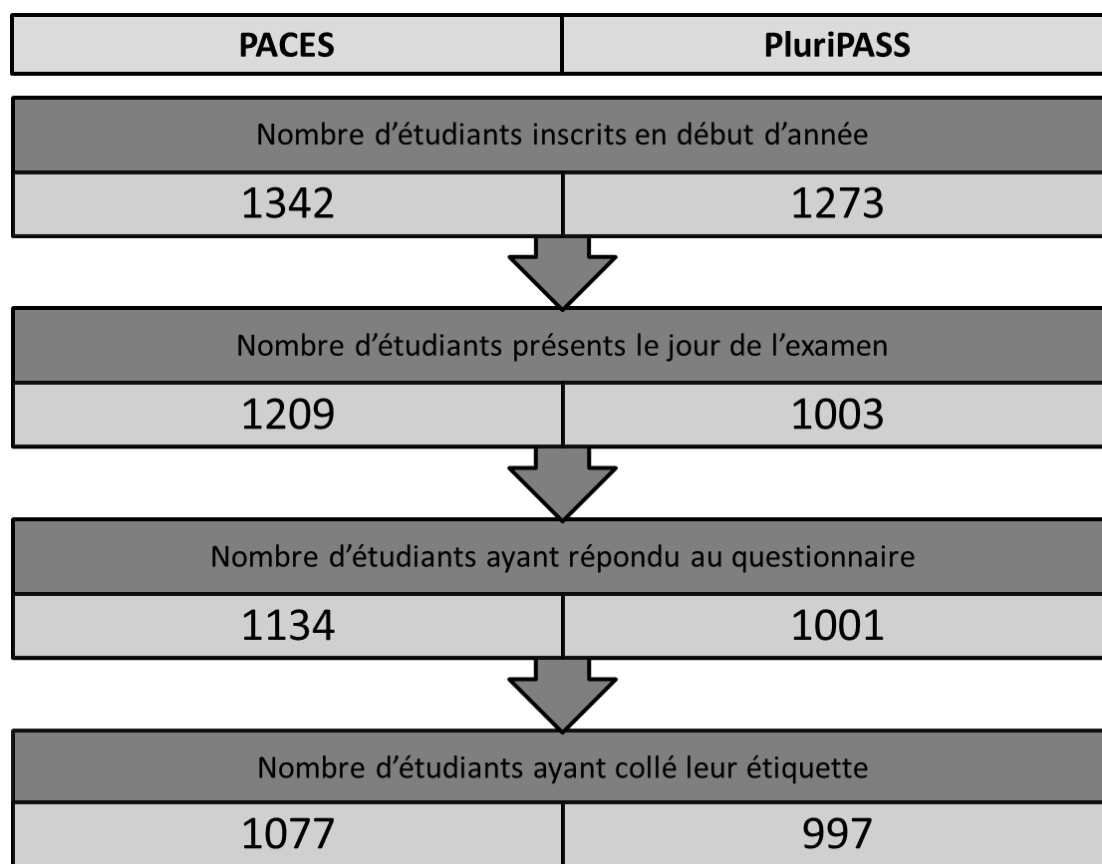 PACES PluriPASS
Nombre d'étudiants inscrits en début d'année
1342 1273
Nombre d'étudiants présents le jour de l'examen
1209 1003
Nombre d'étudiants ayant répondu au questionnaire
1134 1001
Nombre d'étudiants ayant collé leur étiquette
1077 997